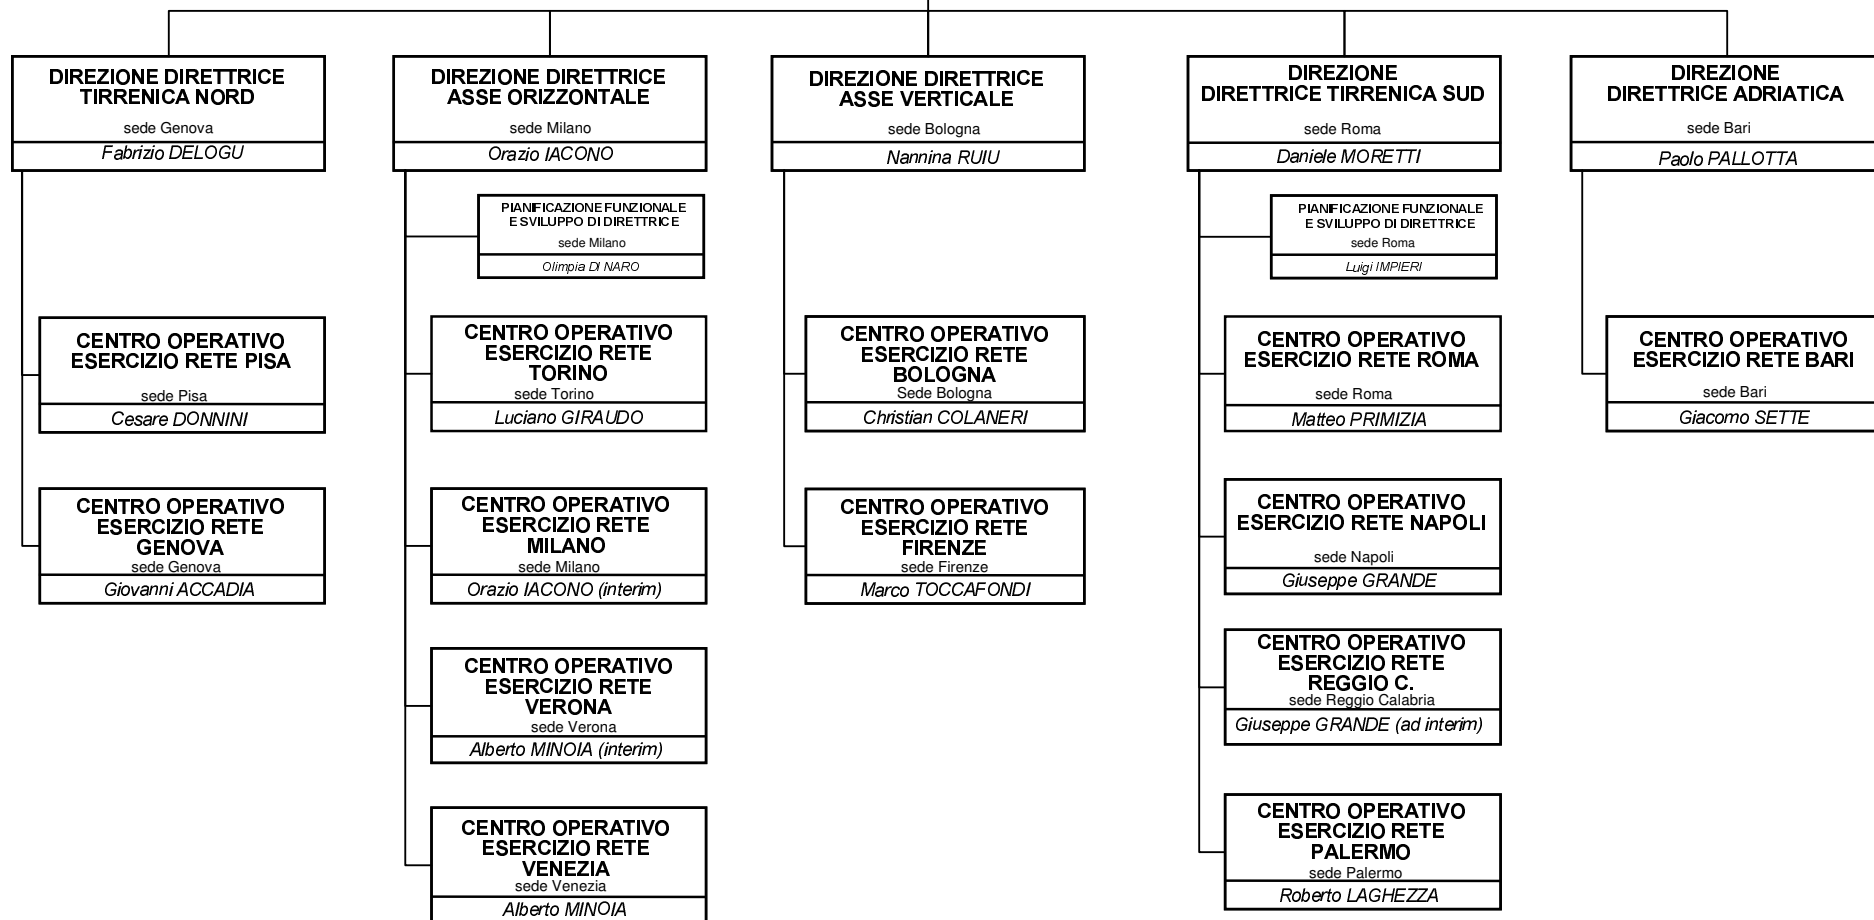 DIREZIONE DIRETTRICE
TIRRENICA NORD
sede Genova
Fabrizio DELOGU
CENTRO OPERATIVO
ESERCIZIO RETE PISA
sede Pisa
Cesare DONNINI
CENTRO OPERATIVO
ESERCIZIO RETE
GENOVA
sede Genova
Giovanni ACCADIA
DIREZIONE DIRETTRICE
ASSE ORIZZONTALE
sede Milano
Orazio IACONO
PIANIFICAZIONE FUNZIONALE
E SVILUPPO DI DIRETTRICE
sede Milano
Olimpia DI NARO
CENTRO OPERATIVO
ESERCIZIO RETE
TORINO
sede Torino
Luciano GIRAUDO
CENTRO OPERATIVO
ESERCIZIO RETE
MILANO
sede Milano
Orazio IACONO (interim)
CENTRO OPERATIVO
ESERCIZIO RETE
VERONA
sede Verona
Alberto MINOIA (interim)
CENTRO OPERATIVO
ESERCIZIO RETE
VENEZIA
sede Venezia
Alberto MINOIA
DIREZIONE DIRETTRICE
ASSE VERTICALE
sede Bologna
Nannina RUIU
CENTRO OPERATIVO
ESERCIZIO RETE
BOLOGNA
Sede Bologna
Christian COLANERI
CENTRO OPERATIVO
ESERCIZIO RETE
FIRENZE
sede Firenze
Marco TOCCAFONDI
DIREZIONE
DIRETTRICE TIRRENICA SUD
sede Roma
Daniele MORETTI
PIANIFICAZIONE FUNZIONALE
E SVILUPPO DI DIRETTRICE
sede Roma
Luigi IMPIERI
CENTRO OPERATIVO
ESERCIZIO RETE ROMA
sede Roma
Matteo PRIMIZIA
CENTRO OPERATIVO
ESERCIZIO RETE NAPOLI
sede Napoli
Giuseppe GRANDE
CENTRO OPERATIVO
ESERCIZIO RETE
REGGIO C.
sede Reggio Calabria
Giuseppe GRANDE (ad interim)
CENTRO OPERATIVO
ESERCIZIO RETE
PALERMO
sede Palermo
Roberto LAGHEZZA
DIREZIONE
DIRETTRICE ADRIATICA
sede Bari
Paolo PALLOTTA
CENTRO OPERATIVO
ESERCIZIO RETE BARI
sede Bari
Giacomo SETTE